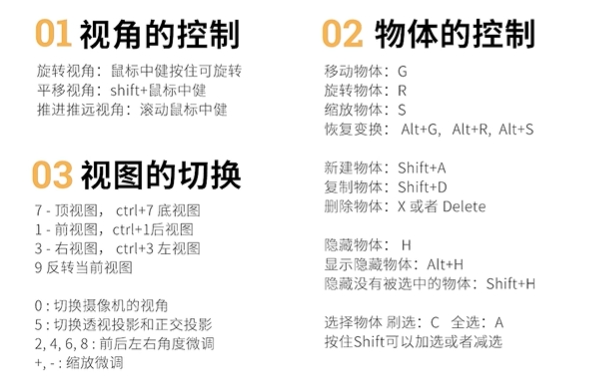 01 视角的控制
旋转视角：鼠标中健按住可旋转
平移视角：shift+鼠标中健
推进推远视角：滚动鼠标中健
02 物体的控制
移动物体：G
旋转物体：R
缩放物体：S
恢复变换： Alt+G, Alt+R, Alt+S
新建物体：Shift+A
复制物体：Shift+D
删除物体：X 或者 Delete
隐藏物体： H
显示隐藏物体：Alt+H
隐藏没有被选中的物体：Shift+H
选择物体 刷选：C 全选：A
按住Shift可以加选或者减选
03 视图的切换
7 - 顶视图， ctrl+7 底视图
1 - 前视图，ctrl+1后视图
3 - 右视图， ctrl+3 左视图
9 反转当前视图
0 : 切换摄像机的视角
5 : 切换透视投影和正交投影
2, 4, 6, 8 : 前后左右角度微调
+, - : 缩放微调